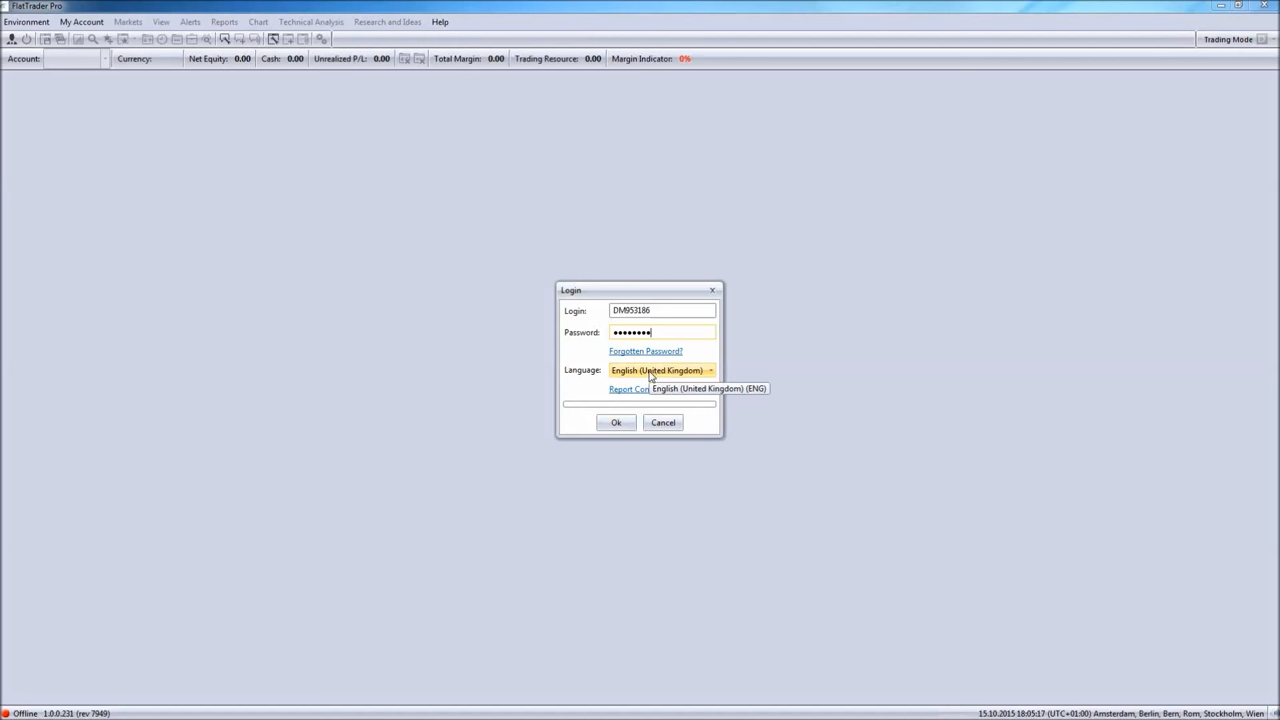 FlatTrader Pro
Environment My Account Markets View Alerts Reports Chart Technical Analysis Research and Ideas Help
Trading Mode
Account: Currency: Net Equity: 0.00 Cash: 0.00 Unrealized P/L: 0.00 Total Margin: 0.00 Trading Resource: 0.00 Margin Indicator: 0%
Login
Login: DM953186
Password: ••••••••
Forgotten Password?
Language: English (United Kingdom)
Report Con
English (United Kingdom) (ENG)
Ok Cancel
Offline 1.0.0.231 (rev 7949) 15.10.2015 18:05:17 (UTC+01:00) Amsterdam, Berlin, Bern, Rom, Stockholm, Wien